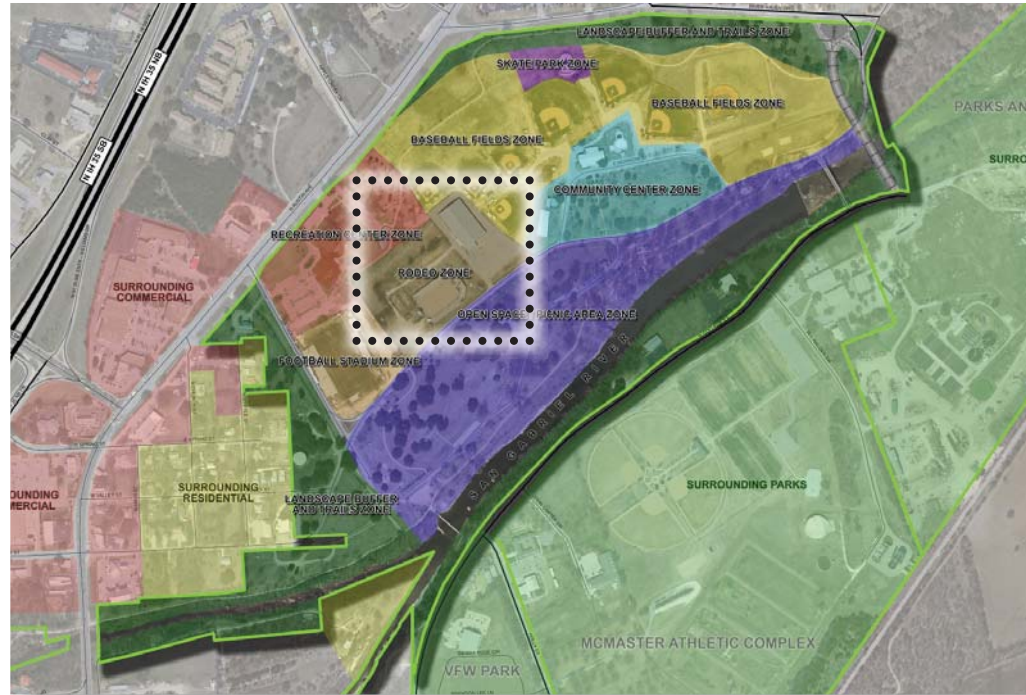 LANDSCAPE BUFFER AND TRAILS ZONE
N IH 35 NB
SKATE PARK ZONE
N IH 35 SB
BASEBALL FIELDS ZONE
PARKS AN
BASEBALL FIELDS ZONE
SURRO
COMMUNITY CENTER ZONE
RECREATION CENTER ZONE
RODEO ZONE
SURROUNDING
COMMERCIAL
OPEN SPACE / PICNIC AREA ZONE
FOOTBALL STADIUM ZONE
SAN GABRIEL RIVER
SURROUNDING
RESIDENTIAL
SURROUNDING PARKS
OUNDING
MERCIAL
LANDSCAPE BUFFER
AND TRAILS ZONE
MCMASTER ATHLETIC COMPLEX
VFW PARK